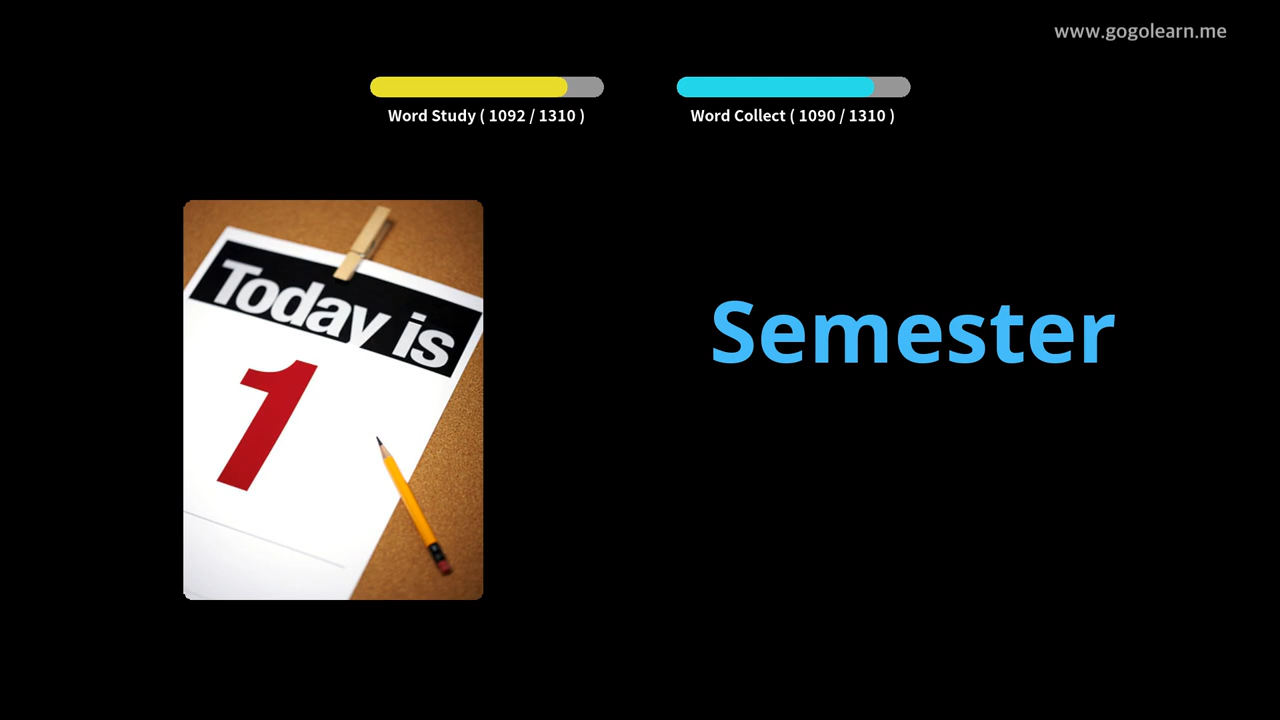 www.gogolearn.me
Word Study ( 1092 / 1310 )
Word Collect ( 1090 / 1310 )
Today is
1
Semester